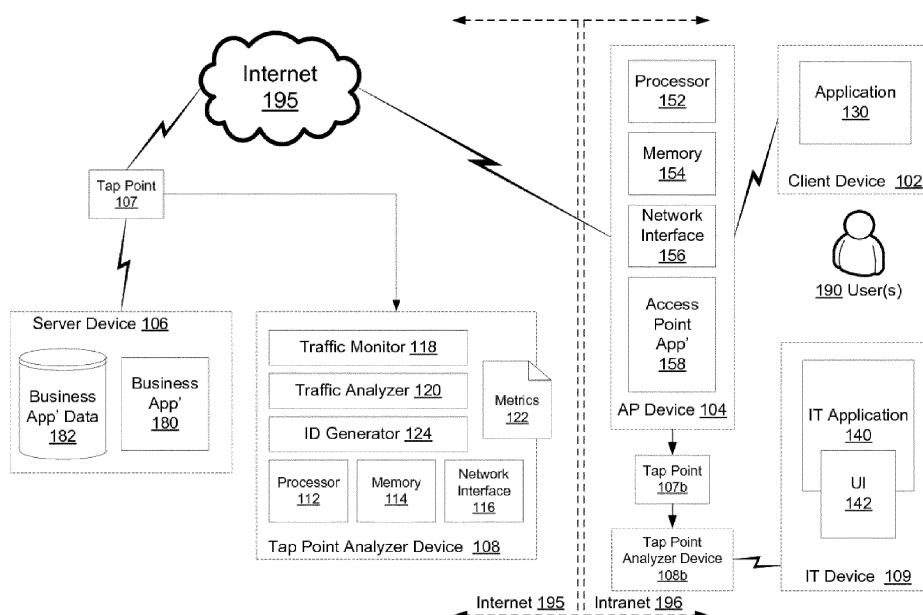 Internet
195
Tap Point
107
Server Device 106
Business
App' Data
182
Business
App'
180
Traffic Monitor 118
Traffic Analyzer 120
ID Generator 124
Metrics
122
Processor
112
Memory
114
Network
Interface
116
Tap Point Analyzer Device 108
Processor
152
Memory
154
Network
Interface
156
Access
Point
App'
158
AP Device 104
Tap Point
107b
Tap Point
Analyzer Device
108b
Application
130
Client Device 102
190 User(s)
IT Application
140
UI
142
IT Device 109
Internet 195
Intranet 196